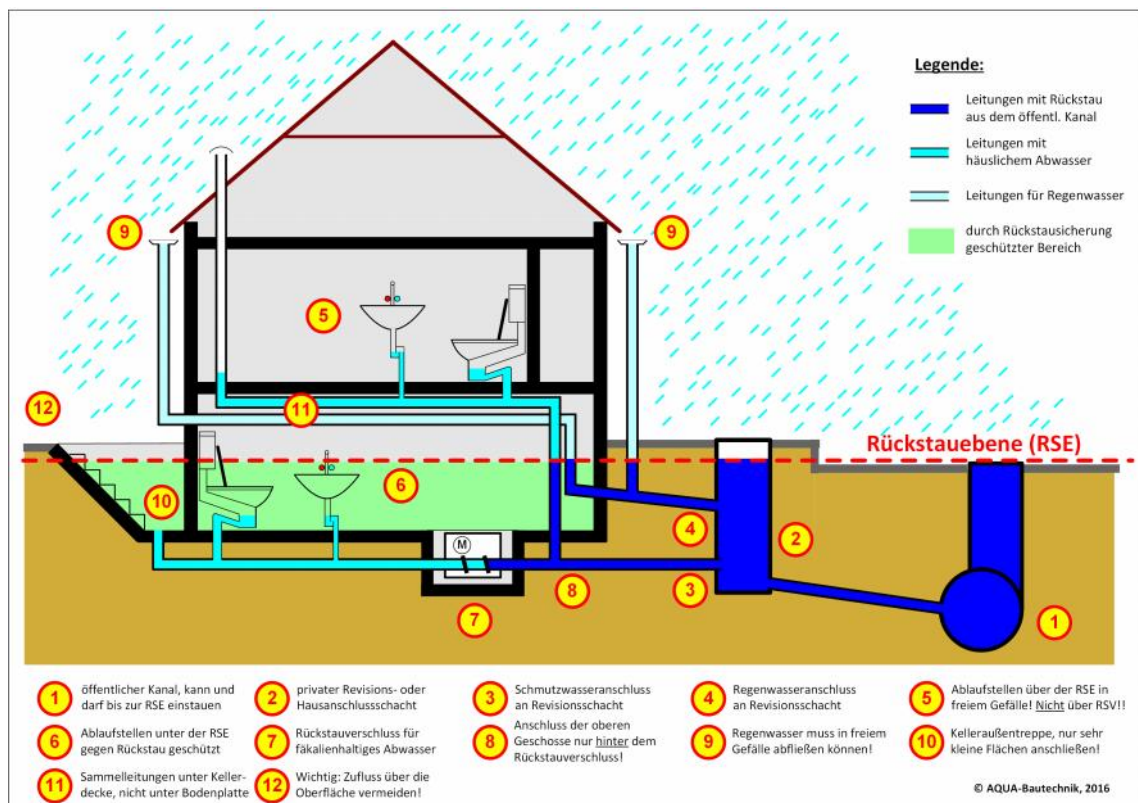 Legende:
Leitungen mit Rückstau
aus dem öffentl. Kanal
Leitungen mit
häuslichem Abwasser
Leitungen für Regenwasser
durch Rückstausicherung
geschützter Bereich
9
9
5
12
11
Rückstauebene (RSE)
6
10
4
2
M
3
8
7
1
1 öffentlicher Kanal, kann und
darf bis zur RSE einstauen
2 privater Revisions- oder
Hausanschlussschacht
3 Schmutzwasseranschluss
an Revisionsschacht
4 Regenwasseranschluss
an Revisionsschacht
5 Ablaufstellen über der RSE in
freiem Gefälle! Nicht über RSV!!
6 Ablaufstellen unter der RSE
gegen Rückstau geschützt
7 Rückstauverschluss für
fäkalienhaltiges Abwasser
8 Anschluss der oberen
Geschosse nur hinter dem
Rückstauverschluss!
9 Regenwasser muss in freiem
Gefälle abfließen können!
10 Kelleraußentreppe, nur sehr
kleine Flächen anschließen!
11 Sammelleitungen unter Keller-
decke, nicht unter Bodenplatte
12 Wichtig: Zufluss über die
Oberfläche vermeiden!
© AQUA-Bautechnik, 2016